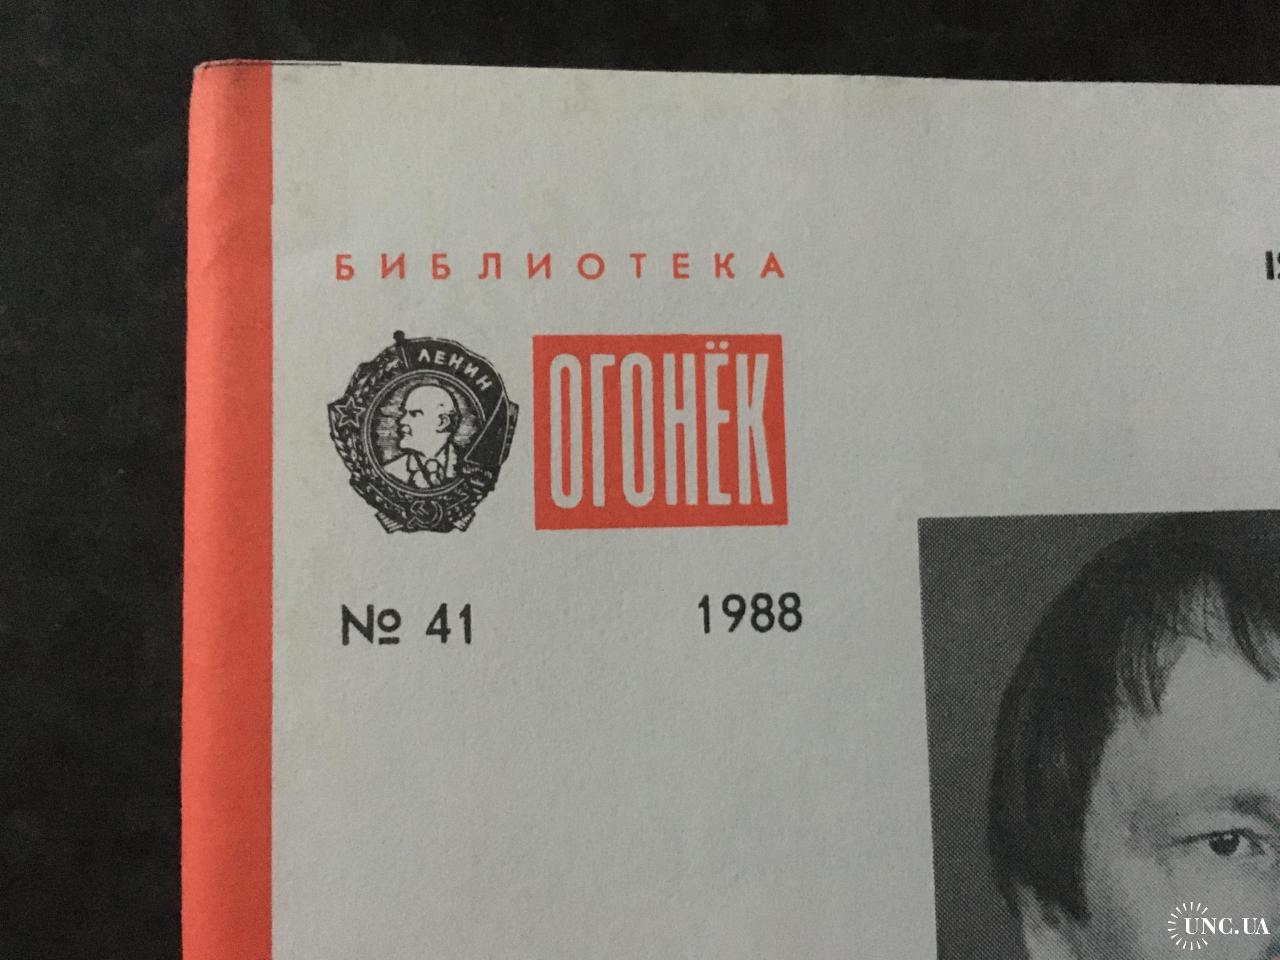 БИБЛИОТЕКА
ЛЕНИН
ОГОНЁК
№ 41 1988
UNC.UA